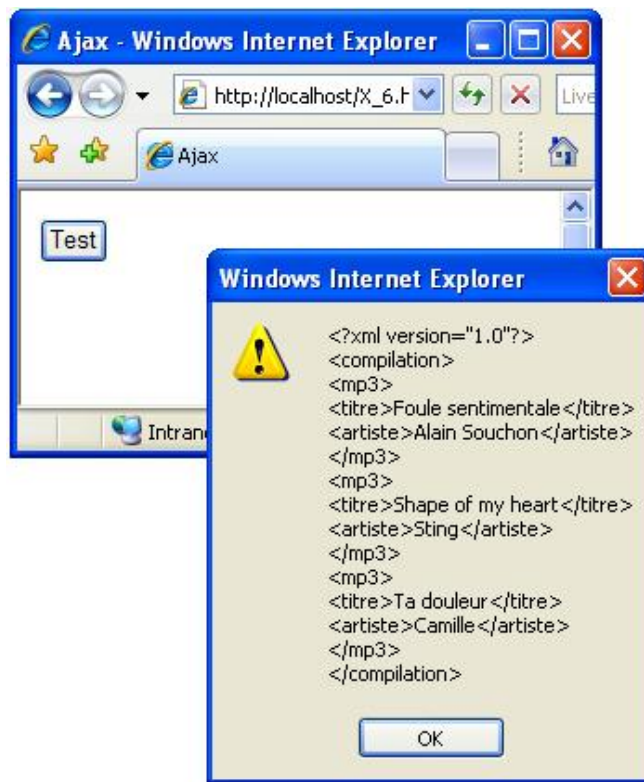 Ajax - Windows Internet Explorer
http://localhost/X_6.h
Live
Ajax
Test
Intran
Windows Internet Explorer
<?xml version="1.0"?>
<compilation>
<mp3>
<titre>Foule sentimentale</titre>
<artiste>Alain Souchon</artiste>
</mp3>
<mp3>
<titre>Shape of my heart</titre>
<artiste>Sting</artiste>
</mp3>
<mp3>
<titre>Ta douleur</titre>
<artiste>Camille</artiste>
</mp3>
</compilation>
OK